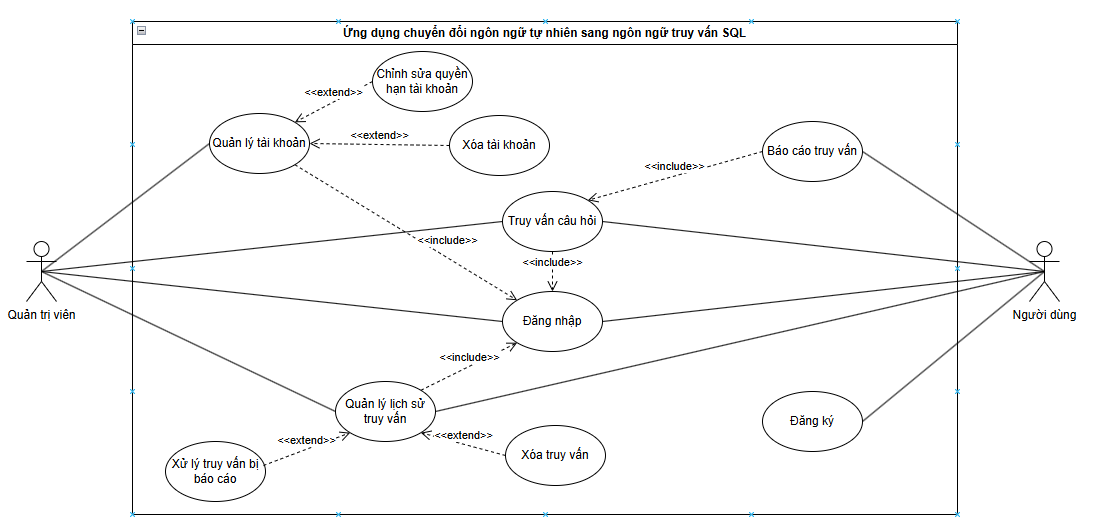 Ứng dụng chuyển đổi ngôn ngữ tự nhiên sang ngôn ngữ truy vấn SQL
Chỉnh sửa quyền
hạn tài khoản
<<extend>>
Quản lý tài khoản
<<extend>>
Xóa tài khoản
Báo cáo truy vấn
<<include>>
Truy vấn câu hỏi
<<include>>
<<include>>
Quản trị viên
Người dùng
Đăng nhập
<<include>>
Quản lý lịch sử
truy vấn
Đăng ký
<<extend>>
<<extend>>
Xử lý truy vấn bị
báo cáo
Xóa truy vấn